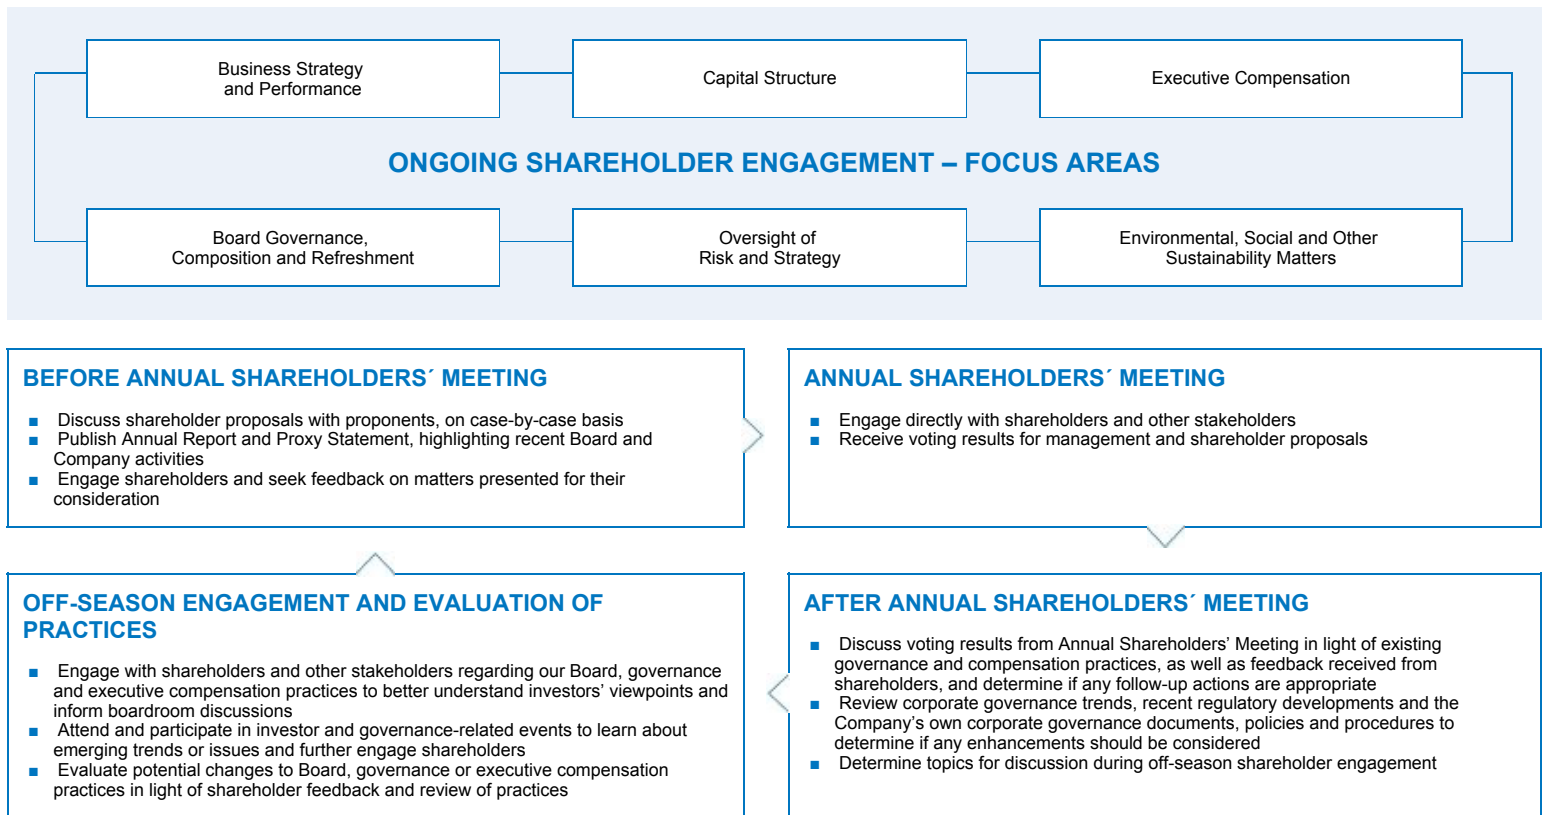 Business Strategy
and Performance
Capital Structure
Executive Compensation
ONGOING SHAREHOLDER ENGAGEMENT – FOCUS AREAS
Board Governance,
Composition and Refreshment
Oversight of
Risk and Strategy
Environmental, Social and Other
Sustainability Matters
BEFORE ANNUAL SHAREHOLDERS´ MEETING
■ Discuss shareholder proposals with proponents, on case-by-case basis
■ Publish Annual Report and Proxy Statement, highlighting recent Board and
Company activities
■ Engage shareholders and seek feedback on matters presented for their
consideration
ANNUAL SHAREHOLDERS´ MEETING
■ Engage directly with shareholders and other stakeholders
■ Receive voting results for management and shareholder proposals
OFF-SEASON ENGAGEMENT AND EVALUATION OF
PRACTICES
■ Engage with shareholders and other stakeholders regarding our Board, governance
and executive compensation practices to better understand investors’ viewpoints and
inform boardroom discussions
■ Attend and participate in investor and governance-related events to learn about
emerging trends or issues and further engage shareholders
■ Evaluate potential changes to Board, governance or executive compensation
practices in light of shareholder feedback and review of practices
AFTER ANNUAL SHAREHOLDERS´ MEETING
■ Discuss voting results from Annual Shareholders’ Meeting in light of existing
governance and compensation practices, as well as feedback received from
shareholders, and determine if any follow-up actions are appropriate
■ Review corporate governance trends, recent regulatory developments and the
Company’s own corporate governance documents, policies and procedures to
determine if any enhancements should be considered
■ Determine topics for discussion during off-season shareholder engagement